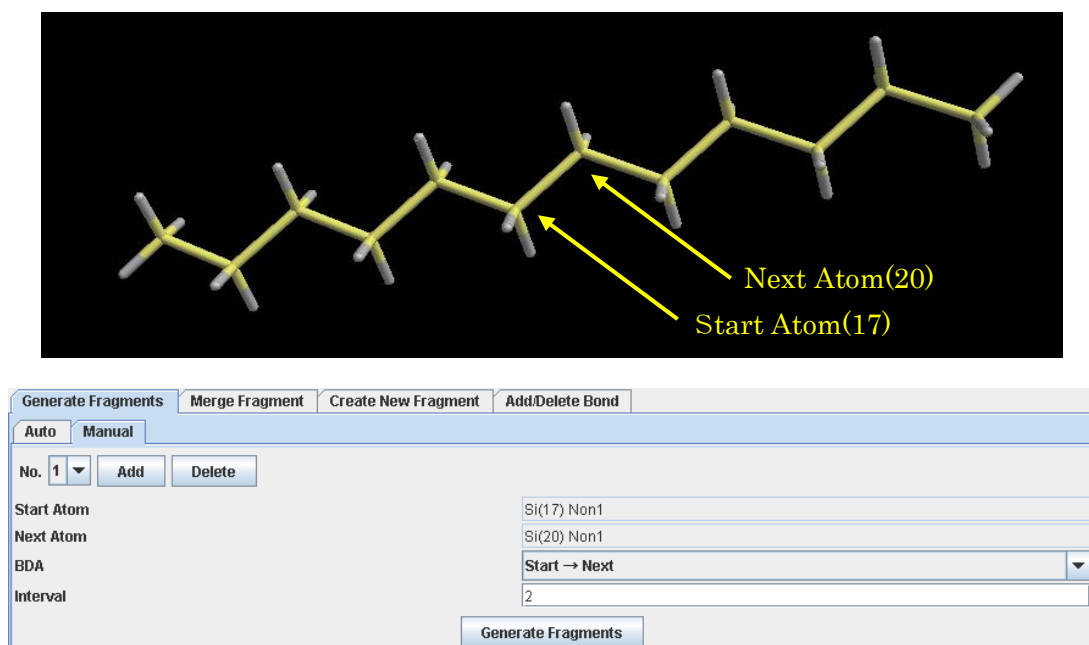 Next Atom(20)
Start Atom(17)
Generate Fragments Merge Fragment Create New Fragment Add/Delete Bond
Auto Manual
No. 1 Add Delete
Start Atom Si(17) Non1
Next Atom Si(20) Non1
BDA Start → Next
Interval 2
Generate Fragments